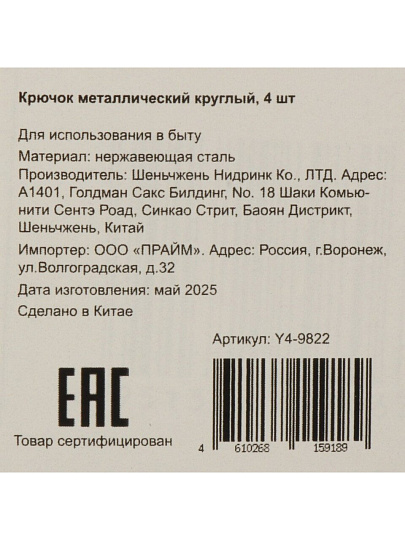 Крючок металлический круглый, 4 шт
Для использования в быту
Материал: нержавеющая сталь
Производитель: Шеньчжень Нидринк Ко., ЛТД. Адрес:
А1401, Голдман Сакс Билдинг, No. 18 Шаки Комью-
нити Сентэ Роад, Синкао Стрит, Баоян Дистрикт,
Шеньчжень, Китай
Импортер: ООО «ПРАЙМ». Адрес: Россия, г.Воронеж,
ул.Волгоградская, д.32
Дата изготовления: май 2025
Сделано в Китае
Артикул: Y4-9822
EAC
Товар сертифицирован
4 610268 159189